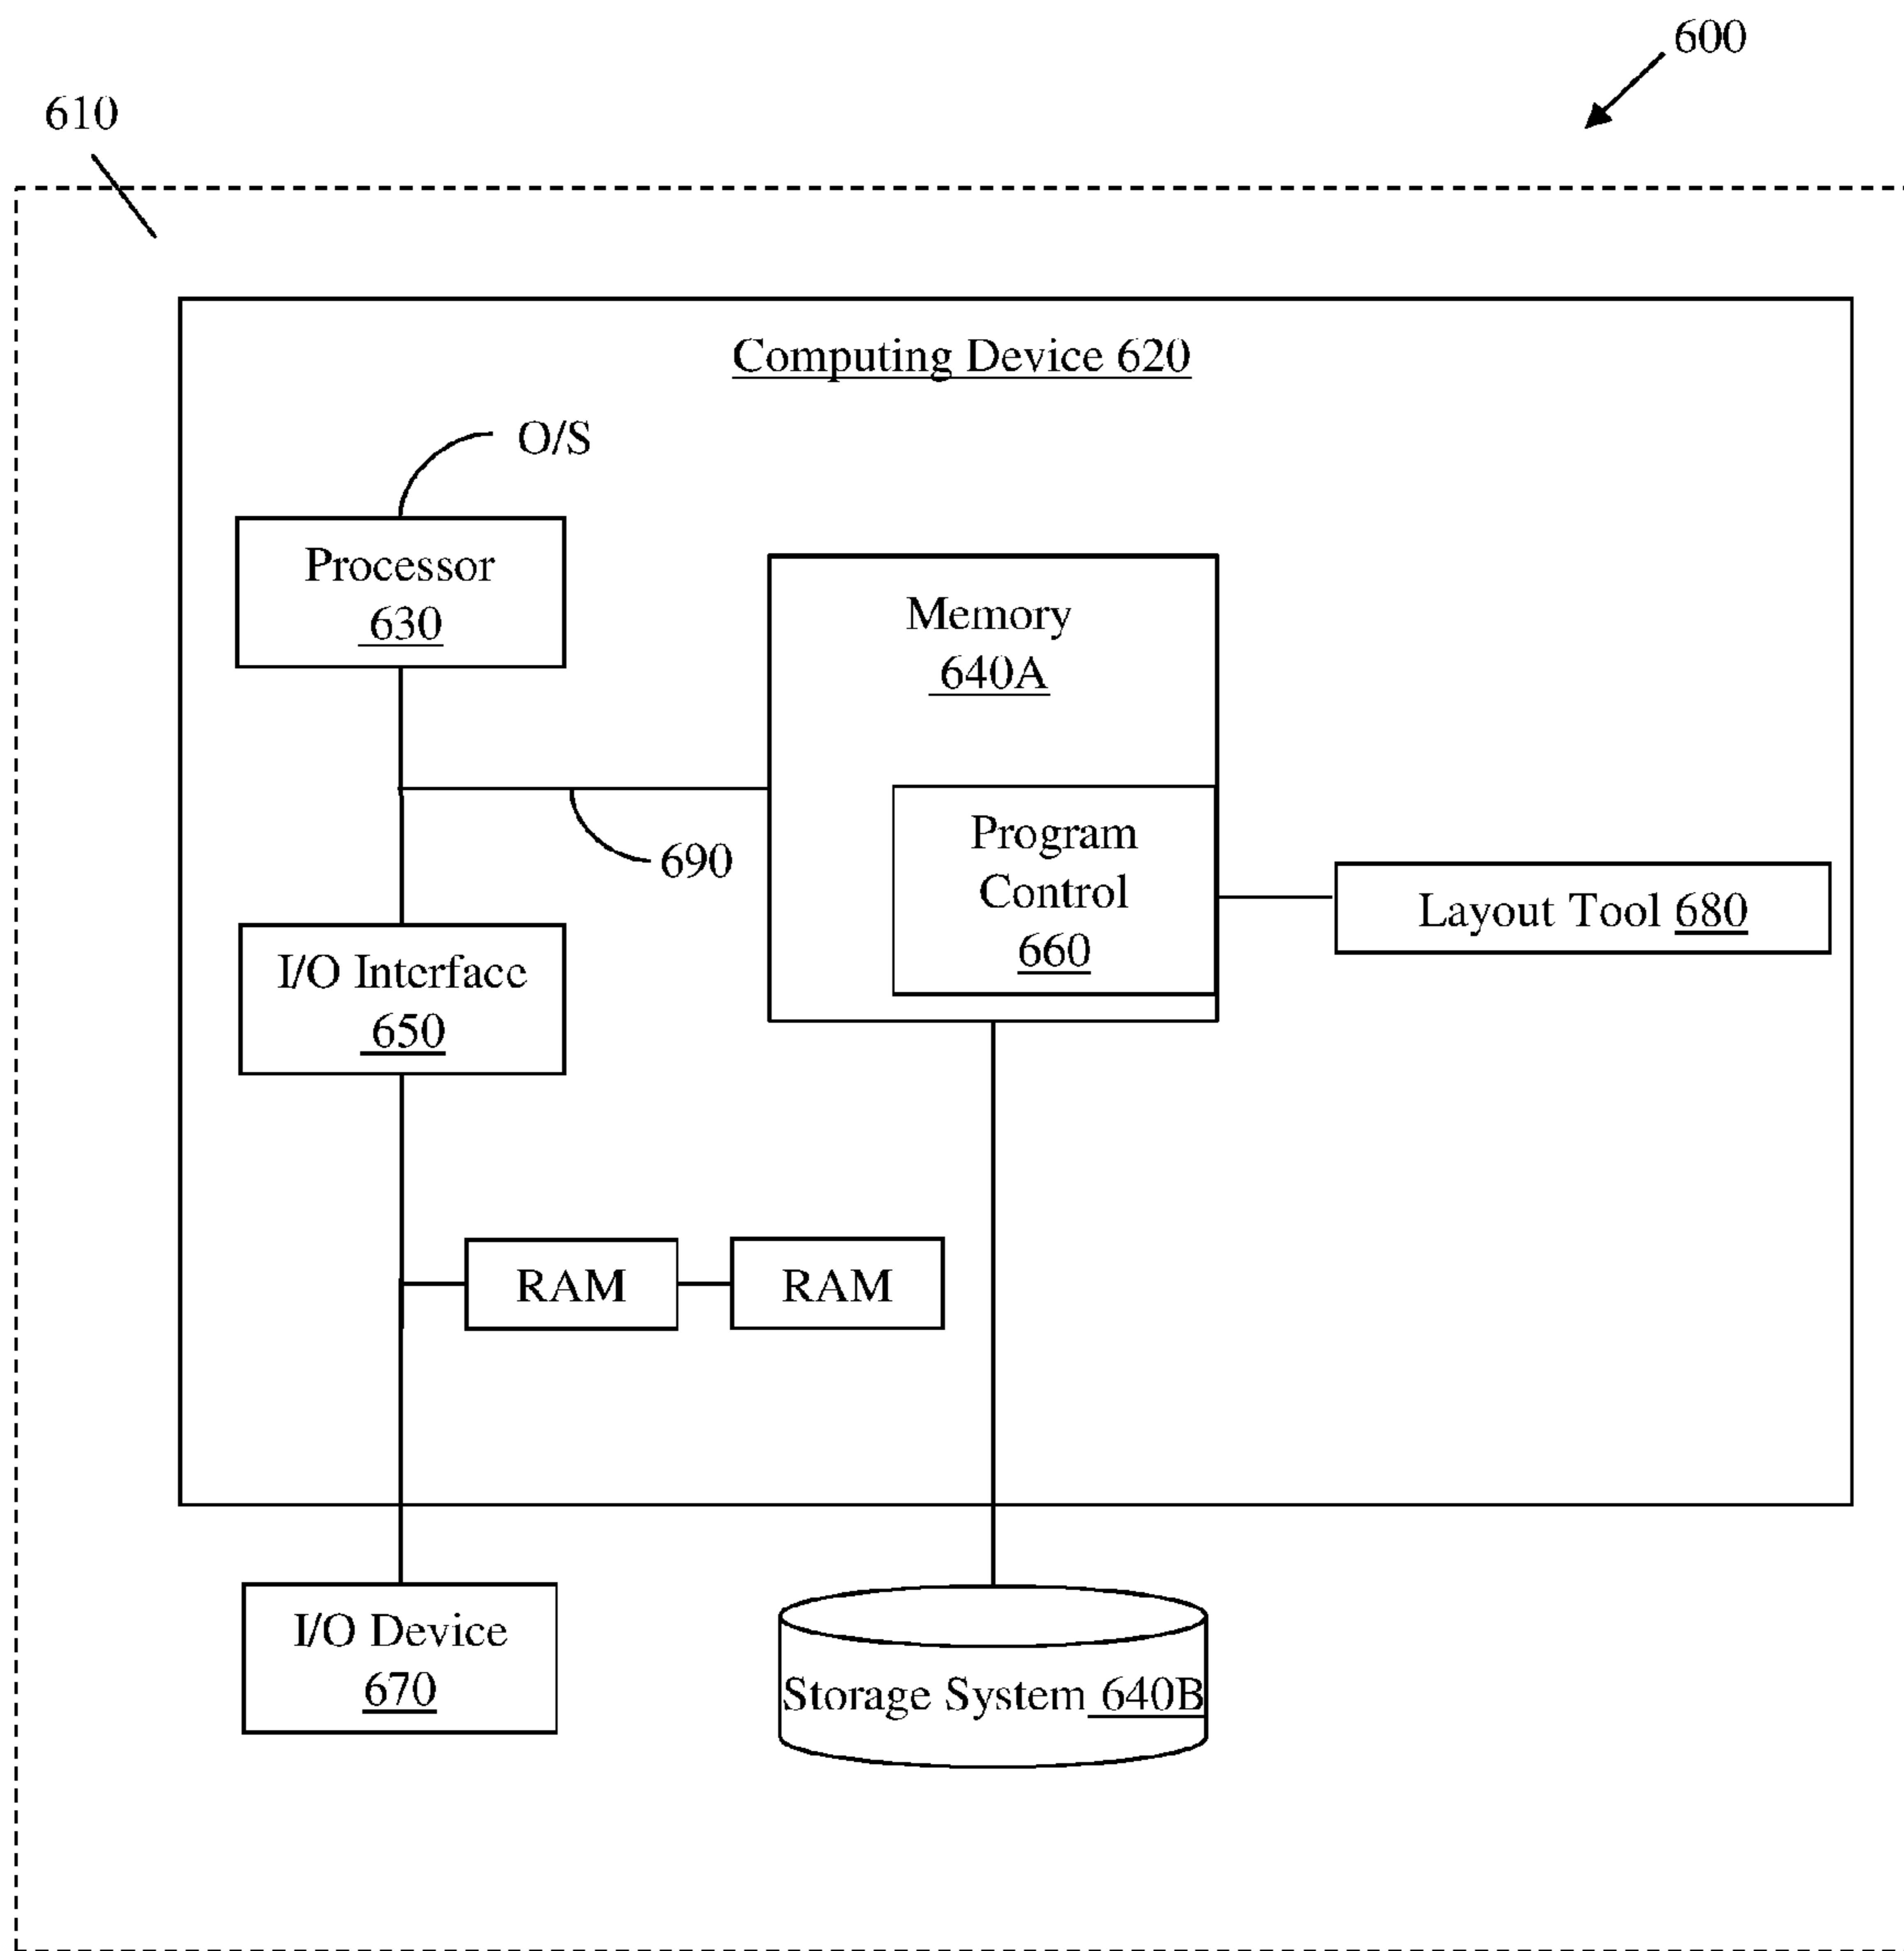 600
610
Computing Device 620
O/S
Processor
630
Memory
640A
Program
Control
660
690
Layout Tool 680
I/O Interface
650
RAM
RAM
I/O Device
670
Storage System 640B